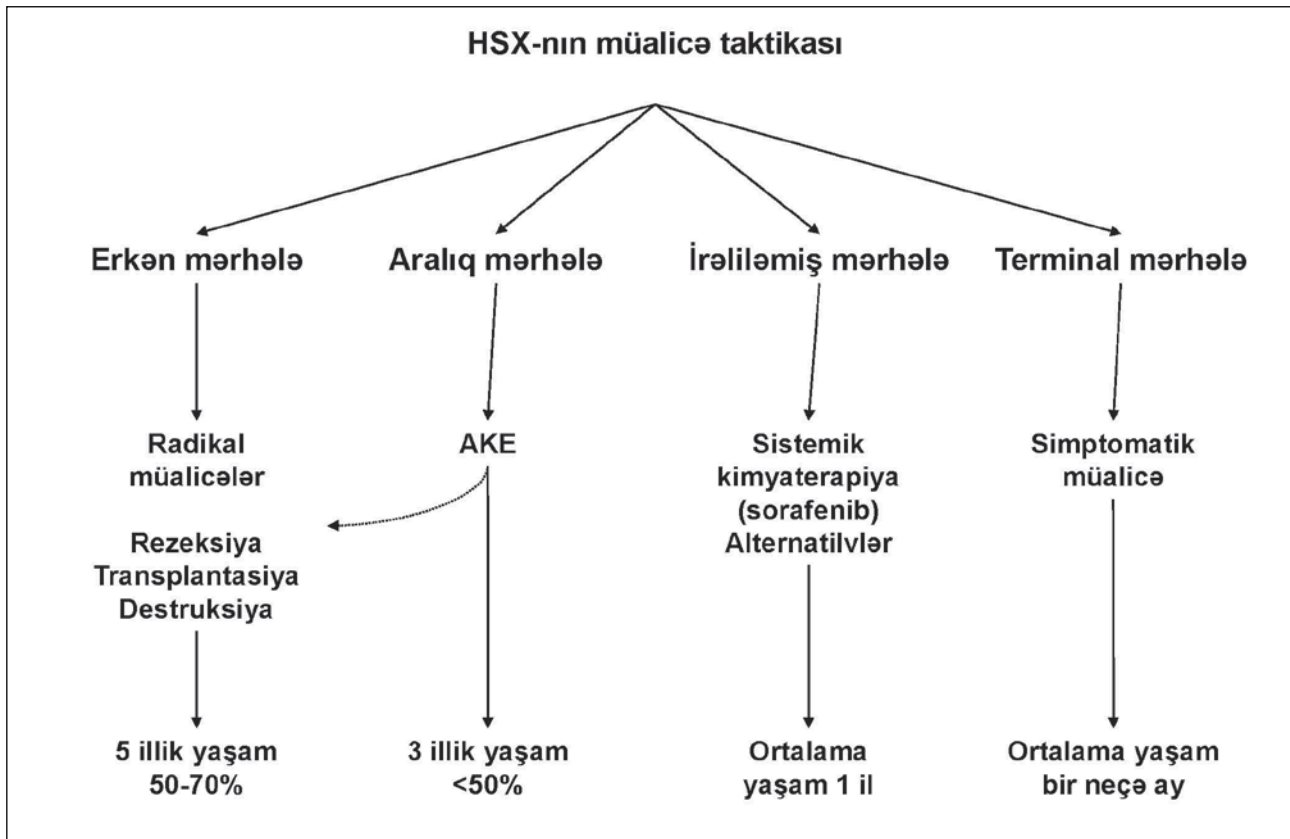 HSX-nın müalicə taktikası
Erkən mərhələ
Aralıq mərhələ
İrəliləmiş mərhələ
Terminal mərhələ
Radikal
müalicələr
Rezeksiya
Transplantasiya
Destruksiya
AKE
Sistemik
kimyaterapiya
(sorafenib)
Alternatilvlər
Simptomatik
müalicə
5 illik yaşam
50-70%
3 illik yaşam
<50%
Ortalama
yaşam 1 il
Ortalama yaşam
bir neçə ay